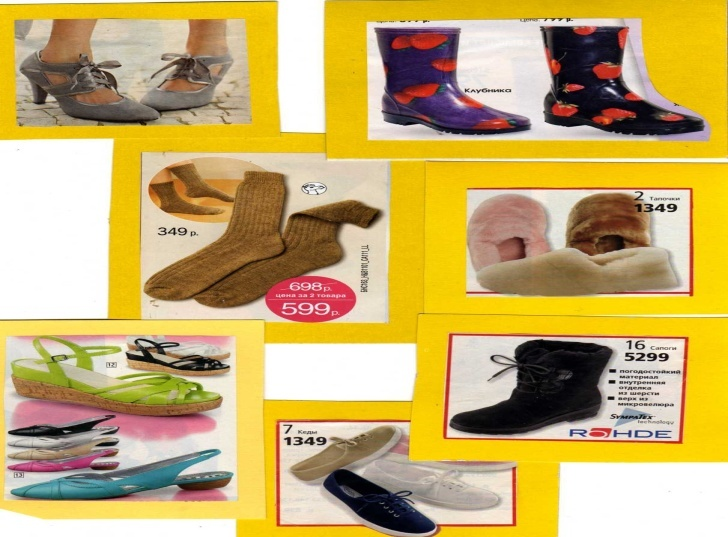 Клубника
349 р.
698 р.
цена за 2 товара
599 р.
2 Тапочки
1349
12
13
7 Кеды
1349
16 Сапоги
5299
погодостойкий
материал
внутренняя
отделка
из шерсти
верх из
микровелюра
SYMPATEX
technology
ROHDE